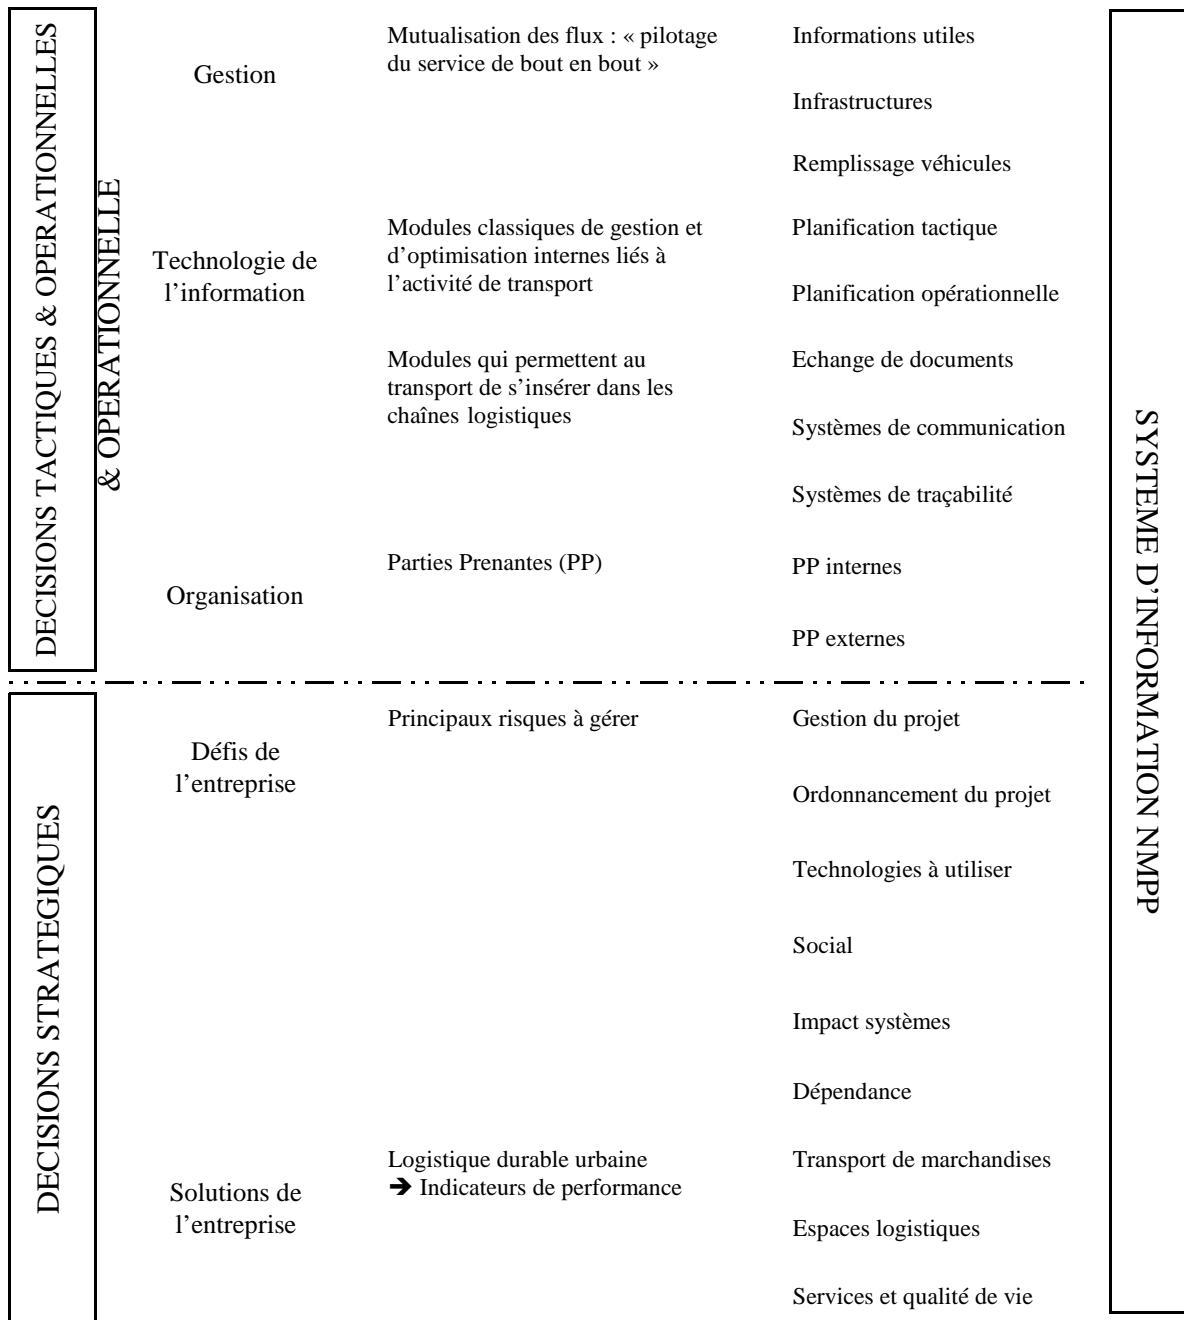 DECISIONS TACTIQUES & OPERATIONNELLES
& OPERATIONNELLE
Gestion
Mutualisation des flux : « pilotage
du service de bout en bout »
Informations utiles
Infrastructures
Remplissage véhicules
Technologie de
l’information
Modules classiques de gestion et
d’optimisation internes liés à
l’activité de transport
Planification tactique
Planification opérationnelle
Modules qui permettent au
transport de s’insérer dans les
chaînes logistiques
Echange de documents
Systèmes de communication
Systèmes de traçabilité
Organisation
Parties Prenantes (PP)
PP internes
PP externes
DECISIONS STRATEGIQUES
Défis de
l’entreprise
Principaux risques à gérer
Gestion du projet
Ordonnancement du projet
Technologies à utiliser
Social
Impact systèmes
Dépendance
Solutions de
l’entreprise
Logistique durable urbaine
➔ Indicateurs de performance
Transport de marchandises
Espaces logistiques
Services et qualité de vie
SYSTEME D’INFORMATION NMPP